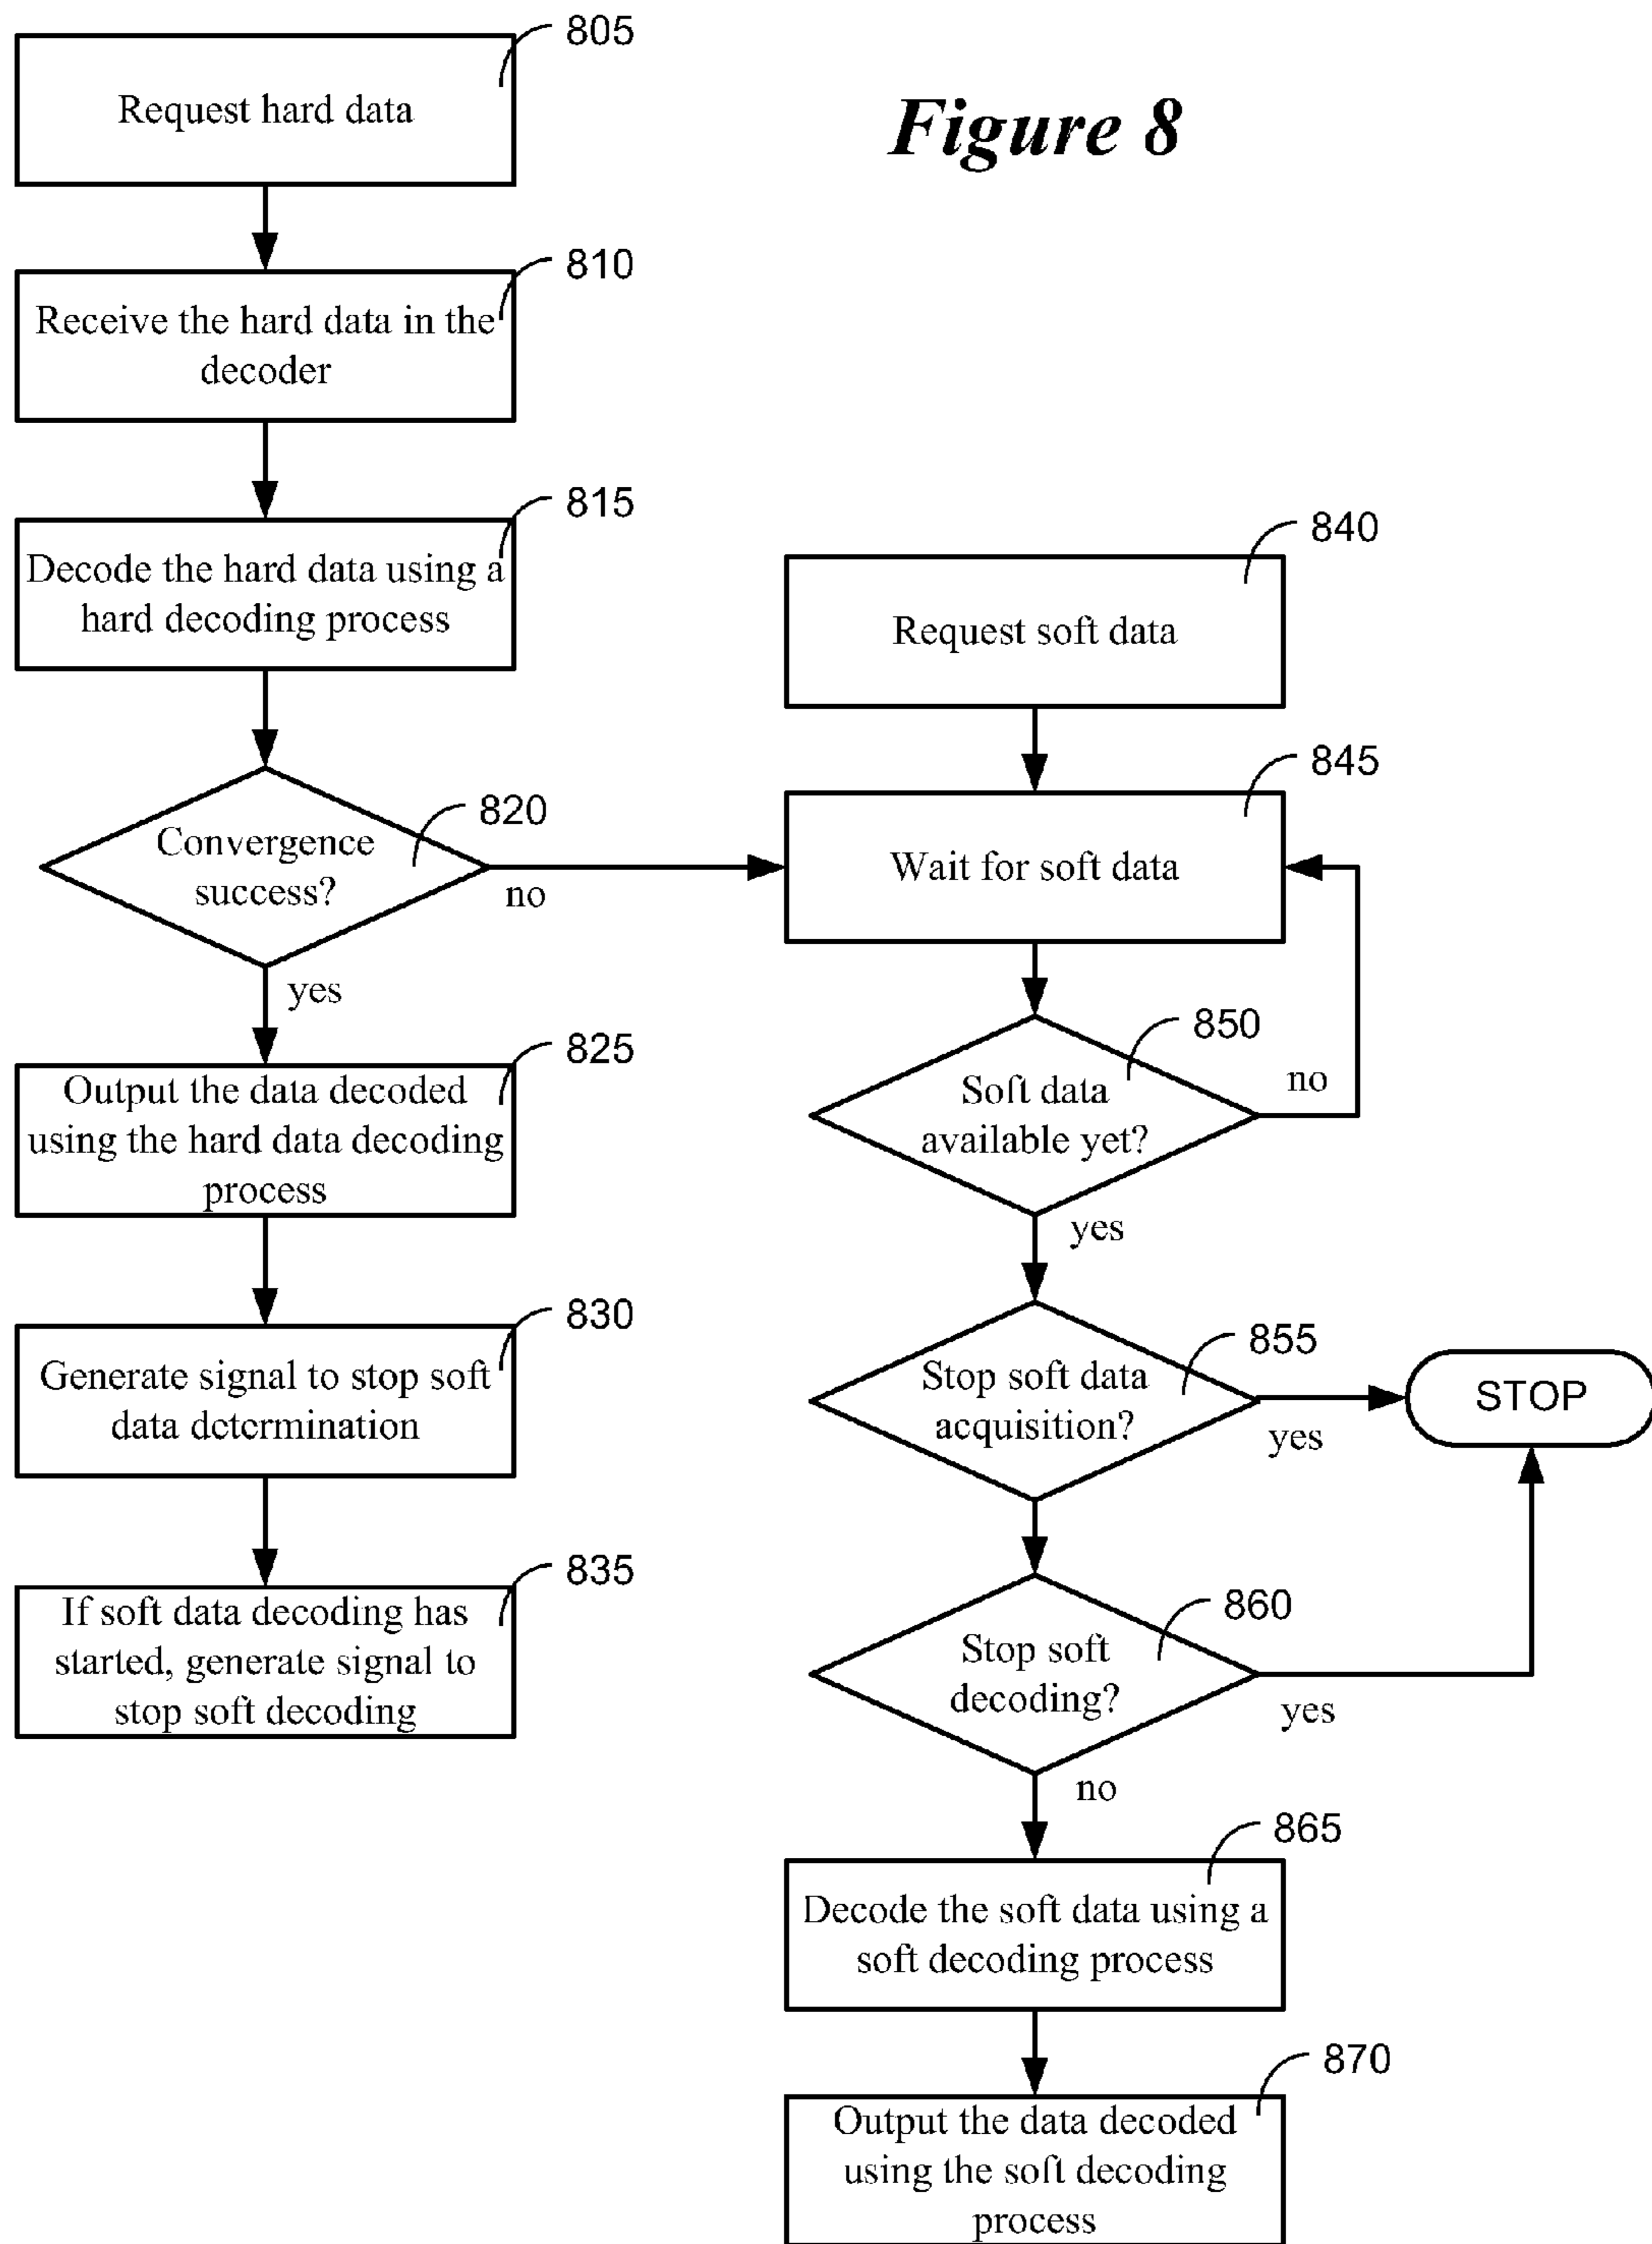 Figure 8
805
Request hard data
810
Receive the hard data in the
decoder
815
Decode the hard data using a
hard decoding process
820
Convergence
success?
no
yes
825
Output the data decoded
using the hard data decoding
process
830
Generate signal to stop soft
data determination
835
If soft data decoding has
started, generate signal to
stop soft decoding
840
Request soft data
845
Wait for soft data
850
Soft data
available yet?
no
yes
855
Stop soft data
acquisition?
yes
STOP
860
Stop soft
decoding?
yes
no
865
Decode the soft data using a
soft decoding process
870
Output the data decoded
using the soft decoding
process